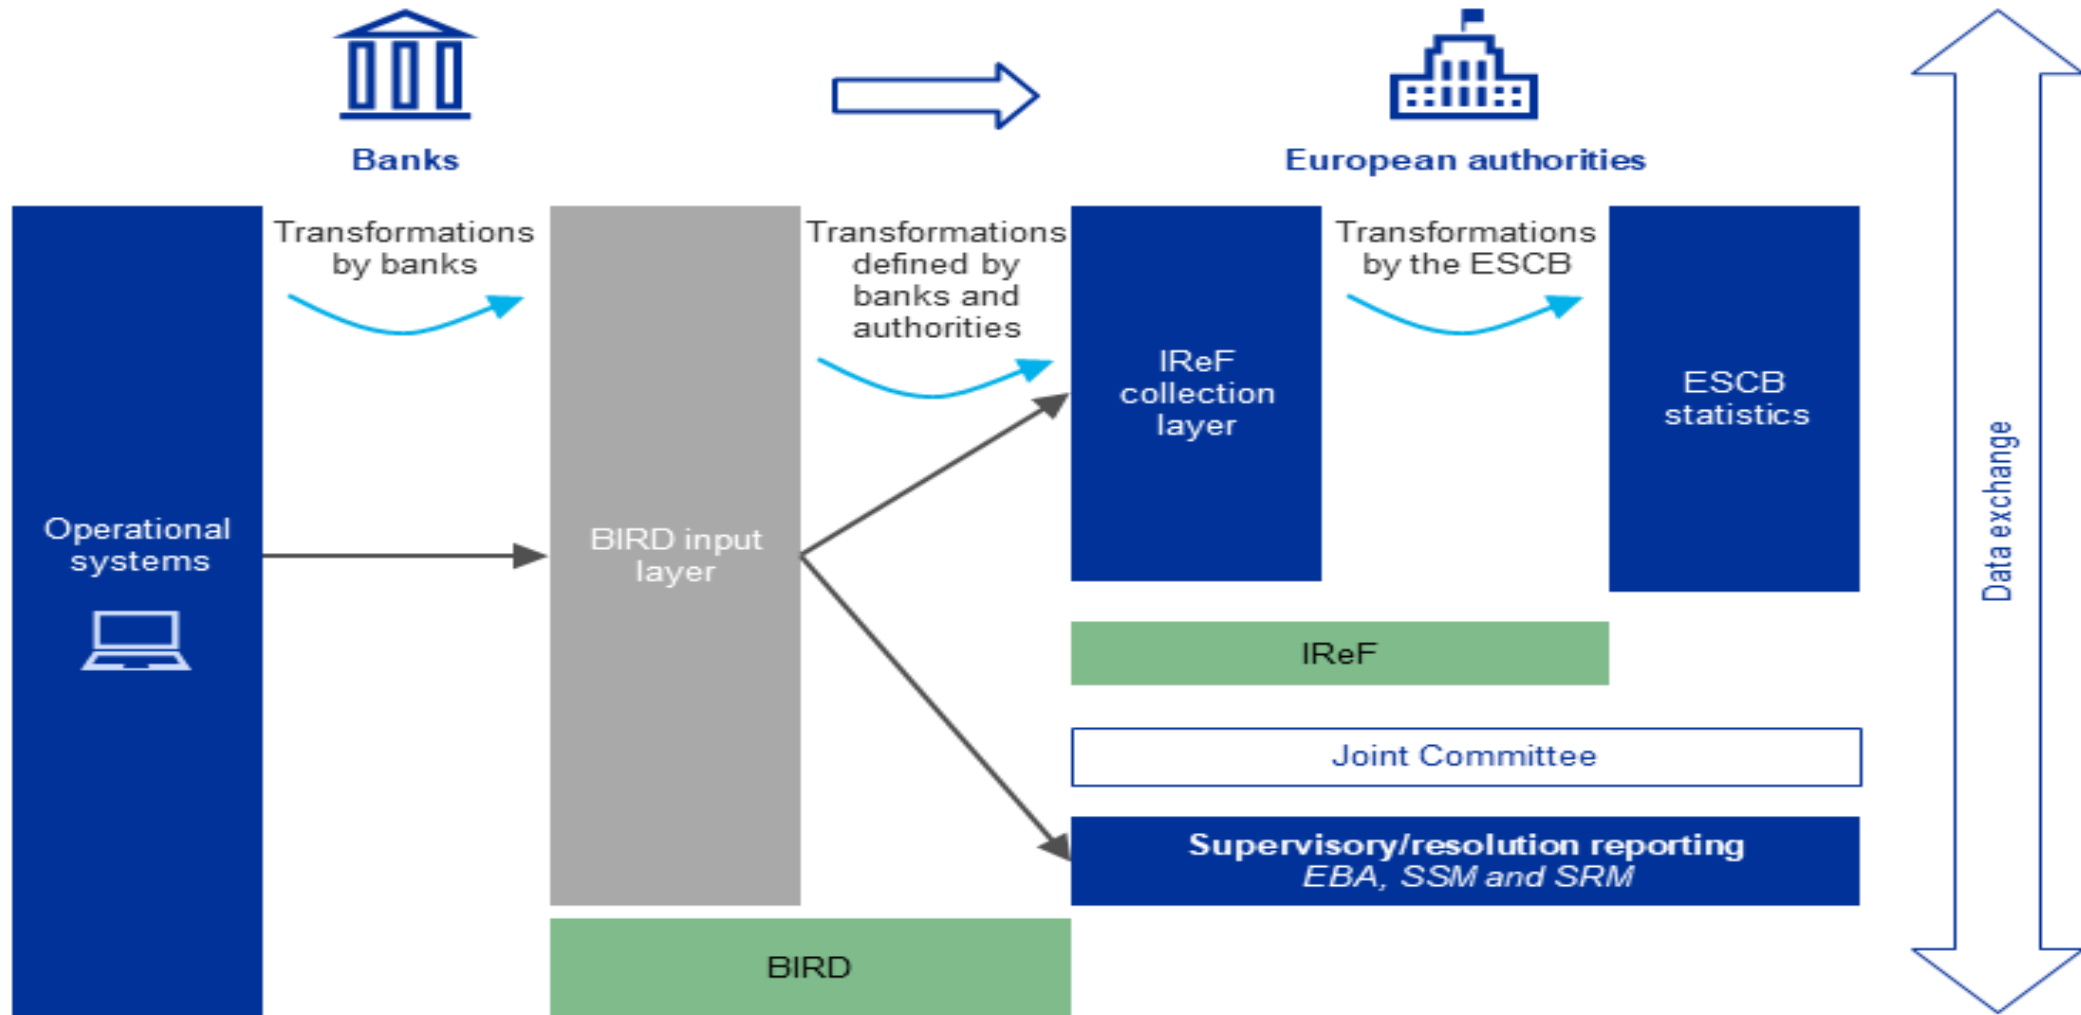 Banks
European authorities
Transformations
by banks
Transformations
defined by
banks and
authorities
Transformations
by the ESCB
Operational
systems
BIRD input
layer
IReF
collection
layer
ESCB
statistics
IReF
Joint Committee
Supervisory/resolution reporting
EBA, SSM and SRM
BIRD
Data exchange